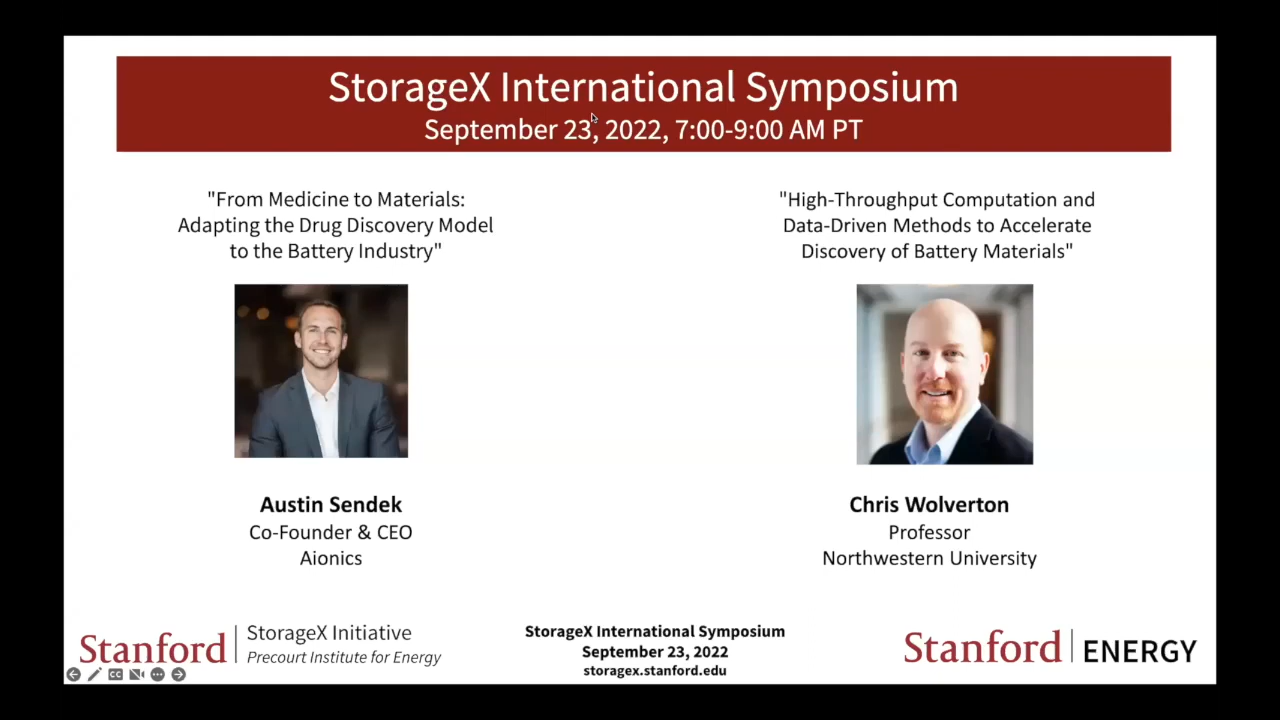 StorageX International Symposium
September 23, 2022, 7:00-9:00 AM PT
"From Medicine to Materials:
Adapting the Drug Discovery Model
to the Battery Industry"
Austin Sendek
Co-Founder & CEO
Aionics
"High-Throughput Computation and
Data-Driven Methods to Accelerate
Discovery of Battery Materials"
Chris Wolverton
Professor
Northwestern University
Stanford
StorageX Initiative
Precourt Institute for Energy
StorageX International Symposium
September 23, 2022
storagex.stanford.edu
Stanford
ENERGY
CC